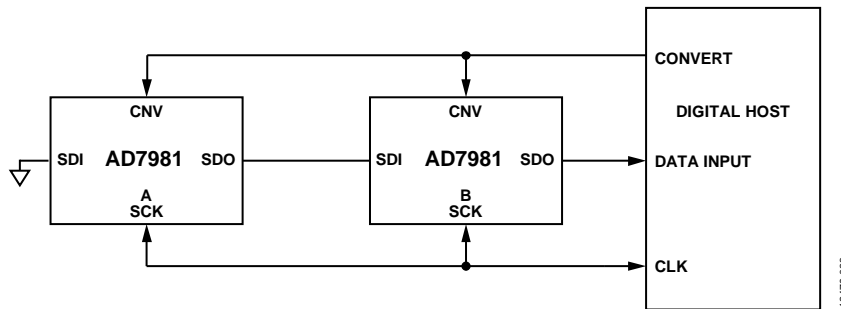 CONVERT
CNV
CNV
DIGITAL HOST
SDI AD7981 SDO
SDI AD7981 SDO
DATA INPUT
A
SCK
B
SCK
CLK